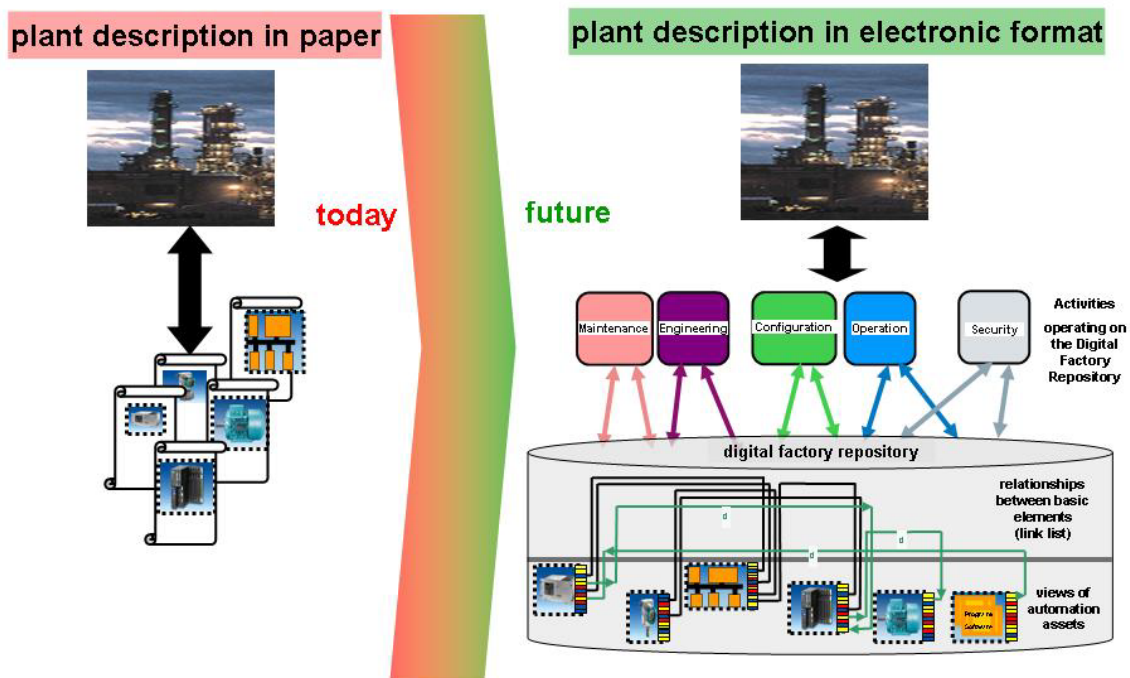 plant description in paper
plant description in electronic format
today
future
Maintenance
Engineering
Configuration
Operation
Security
Activities
operating on
the Digital
Factory
Repository
digital factory repository
relationships
between basic
elements
(link list)
d
d
d
views of
automation
assets
Software